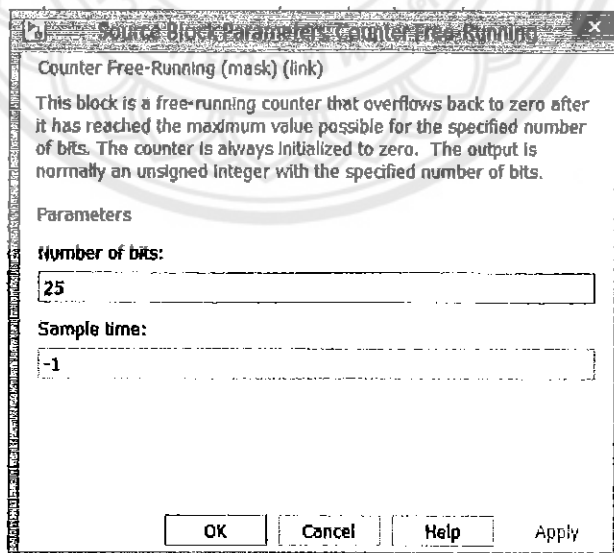 Source Block Parameters: Counter Free-Running
Counter Free-Running (mask) (link)
This block is a free-running counter that overflows back to zero after
it has reached the maximum value possible for the specified number
of bits. The counter is always initialized to zero. The output is
normally an unsigned integer with the specified number of bits.
Parameters
Number of bits:
25
Sample time:
-1
OK Cancel Help Apply